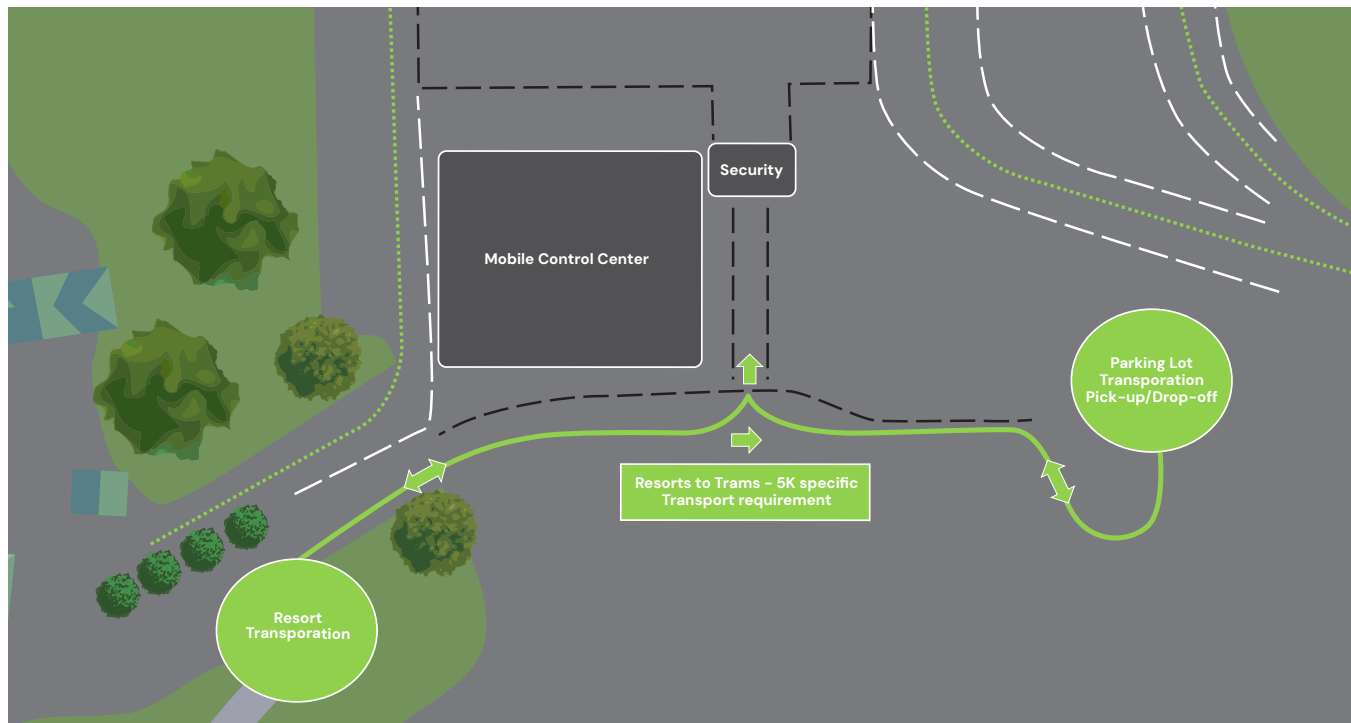 Security
Mobile Control Center
Parking Lot
Transporation
Pick-up/Drop-off
Resorts to Trams - 5K specific
Transport requirement
Resort
Transporation